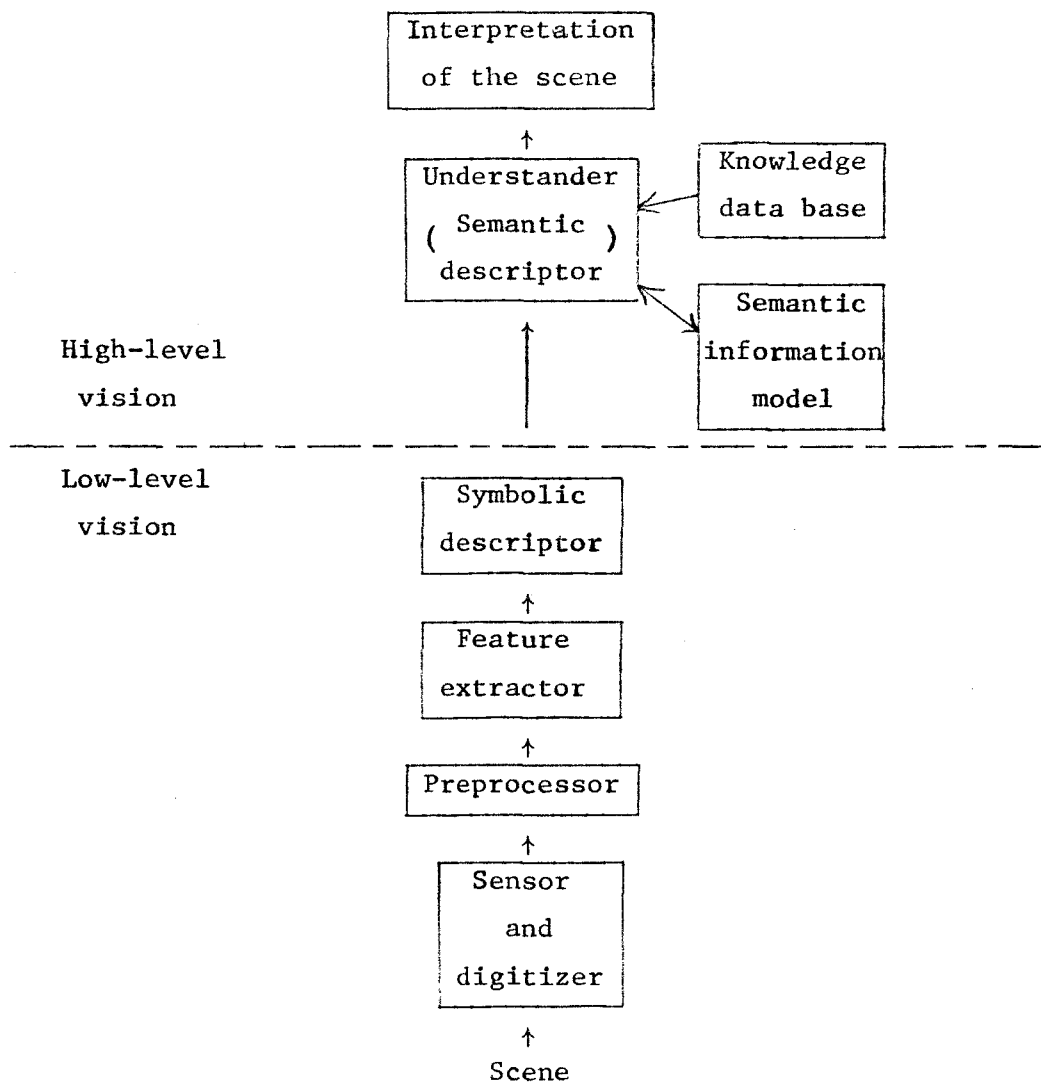 Interpretation
of the scene
↑
Understander
( Semantic )
descriptor
Knowledge
data base
Semantic
information
model
High-level
vision
Low-level
vision
Symbolic
descriptor
↑
Feature
extractor
↑
Preprocessor
↑
Sensor
and
digitizer
↑
Scene